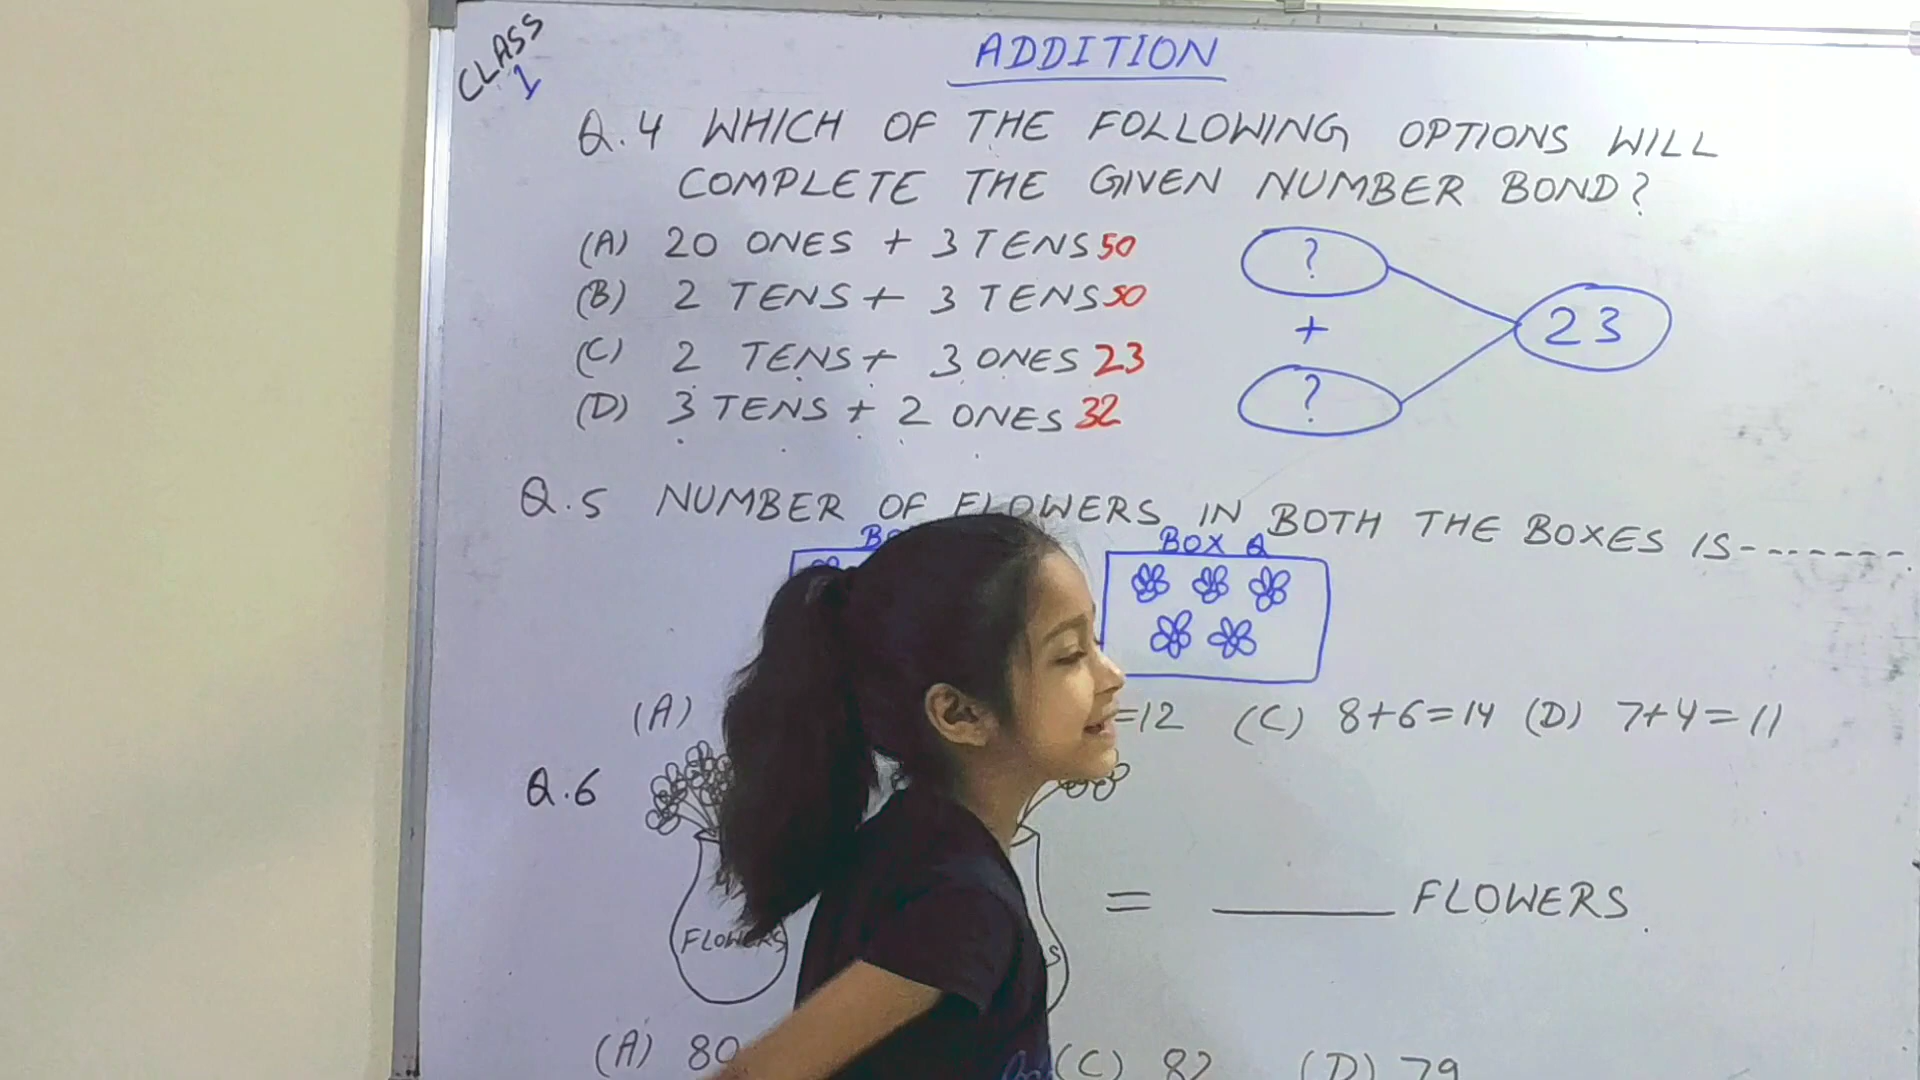 CLASS
1
ADDITION
Q.4 WHICH OF THE FOLLOWING OPTIONS WILL
COMPLETE THE GIVEN NUMBER BOND?
(A) 20 ONES + 3 TENS 50
(B) 2 TENS + 3 TENS 50
(C) 2 TENS + 3 ONES 23
(D) 3 TENS + 2 ONES 32
?
+
?
23
Q.5 NUMBER OF FLOWERS IN BOTH THE BOXES IS-------.
BOX Q
(A) =12 (C) 8+6=14 (D) 7+4=11
Q.6
FLOWERS
= ______ FLOWERS.
(A) 80 (C) 82 (D) 79